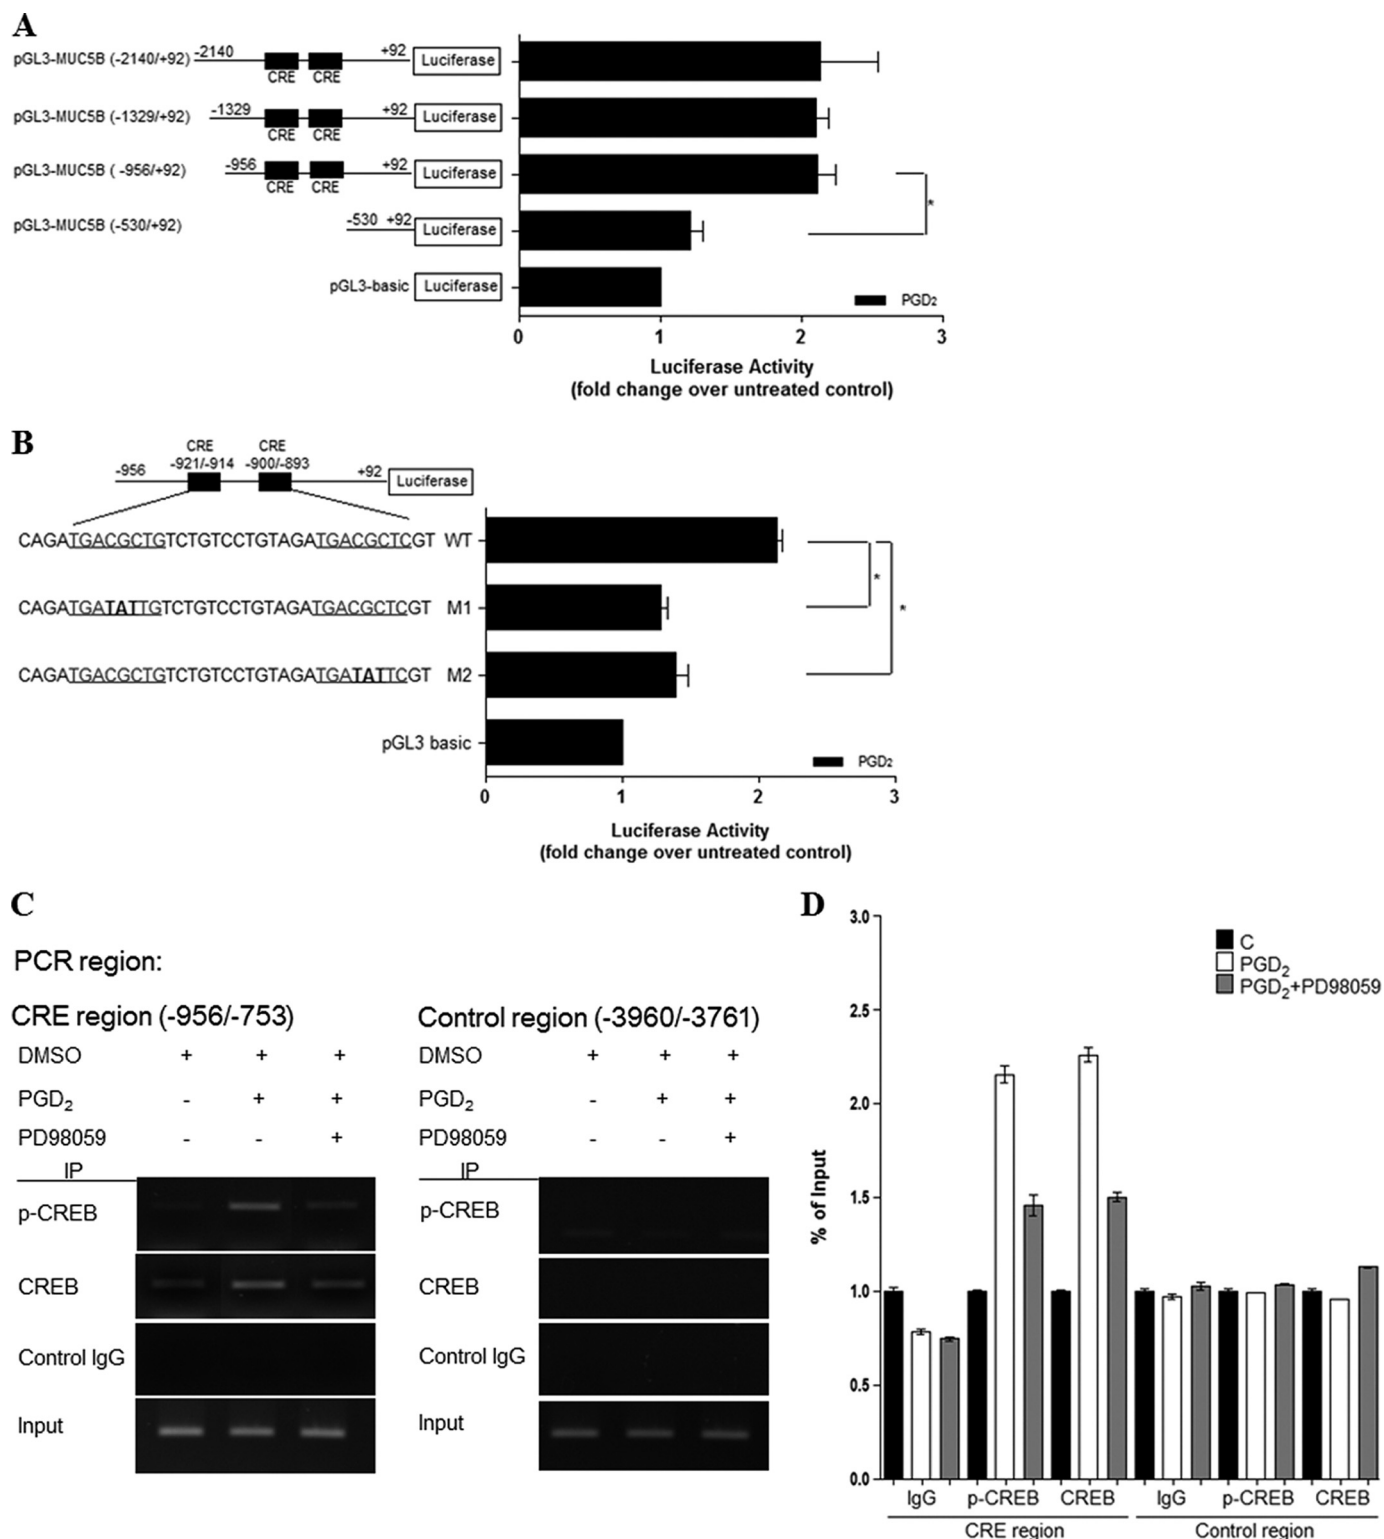 A
pGL3-MUC5B (-2140/+92) -2140 +92 Luciferase
CRE CRE
pGL3-MUC5B (-1329/+92) -1329 +92 Luciferase
CRE CRE
pGL3-MUC5B ( -956/+92) -956 +92 Luciferase
CRE CRE
*
pGL3-MUC5B (-530/+92) -530 +92 Luciferase
pGL3-basic Luciferase
PGD2
0 1 2 3
Luciferase Activity
(fold change over untreated control)
B
CRE CRE
-956 -921/-914 -900/-893 +92 Luciferase
CAGATGACGCTGTCTGTCCTGTAGATGACGCTCGT WT
*
CAGATGATATTGTCTGTCCTGTAGATGACGCTCGT M1
*
CAGATGACGCTGTCTGTCCTGTAGATGATATTCGT M2
pGL3 basic
PGD2
0 1 2 3
Luciferase Activity
(fold change over untreated control)
C
PCR region:
CRE region (-956/-753)
DMSO + + +
PGD2 - + +
PD98059 - - +
IP
p-CREB
CREB
Control IgG
Input
Control region (-3960/-3761)
DMSO + + +
PGD2 - + +
PD98059 - - +
IP
p-CREB
CREB
Control IgG
Input
D
C
PGD2
PGD2+PD98059
% of Input
3.0
2.5
2.0
1.5
1.0
0.5
0.0
IgG p-CREB CREB IgG p-CREB CREB
CRE region Control region